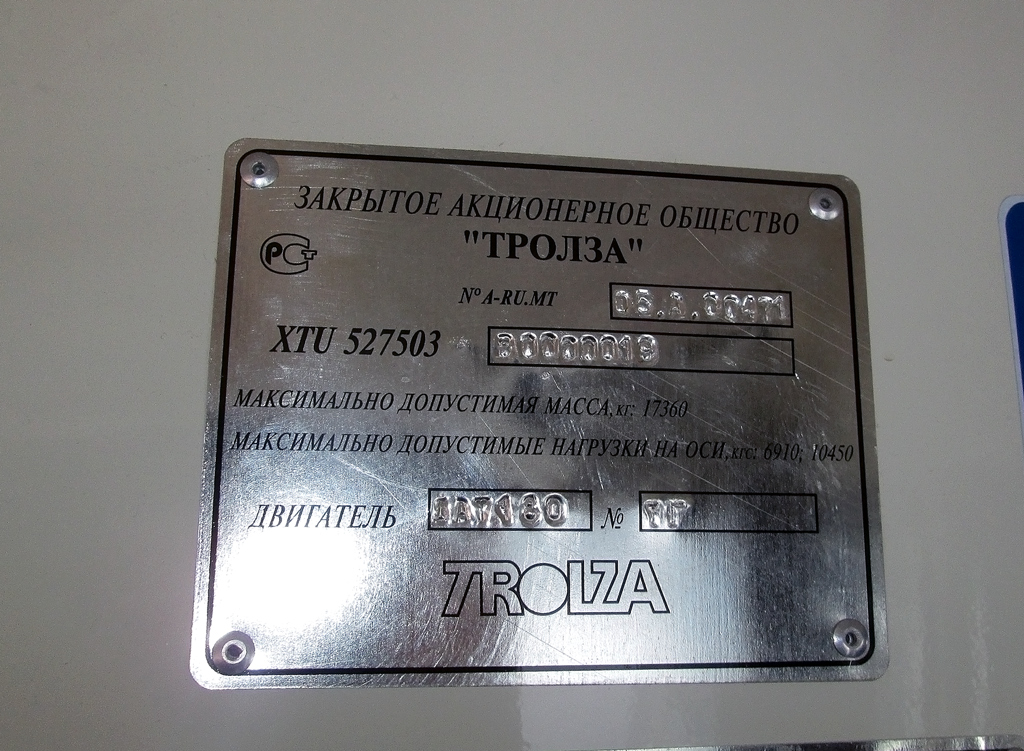 ЗАКРЫТОЕ АКЦИОНЕРНОЕ ОБЩЕСТВО
"ТРОЛЗА"
РСТ
№ A-RU.MT
XTU 527503
МАКСИМАЛЬНО ДОПУСТИМАЯ МАССА, кг: 17360
МАКСИМАЛЬНО ДОПУСТИМЫЕ НАГРУЗКИ НА ОСИ, кгс: 6910; 10450
ДВИГАТЕЛЬ №
TROLZA